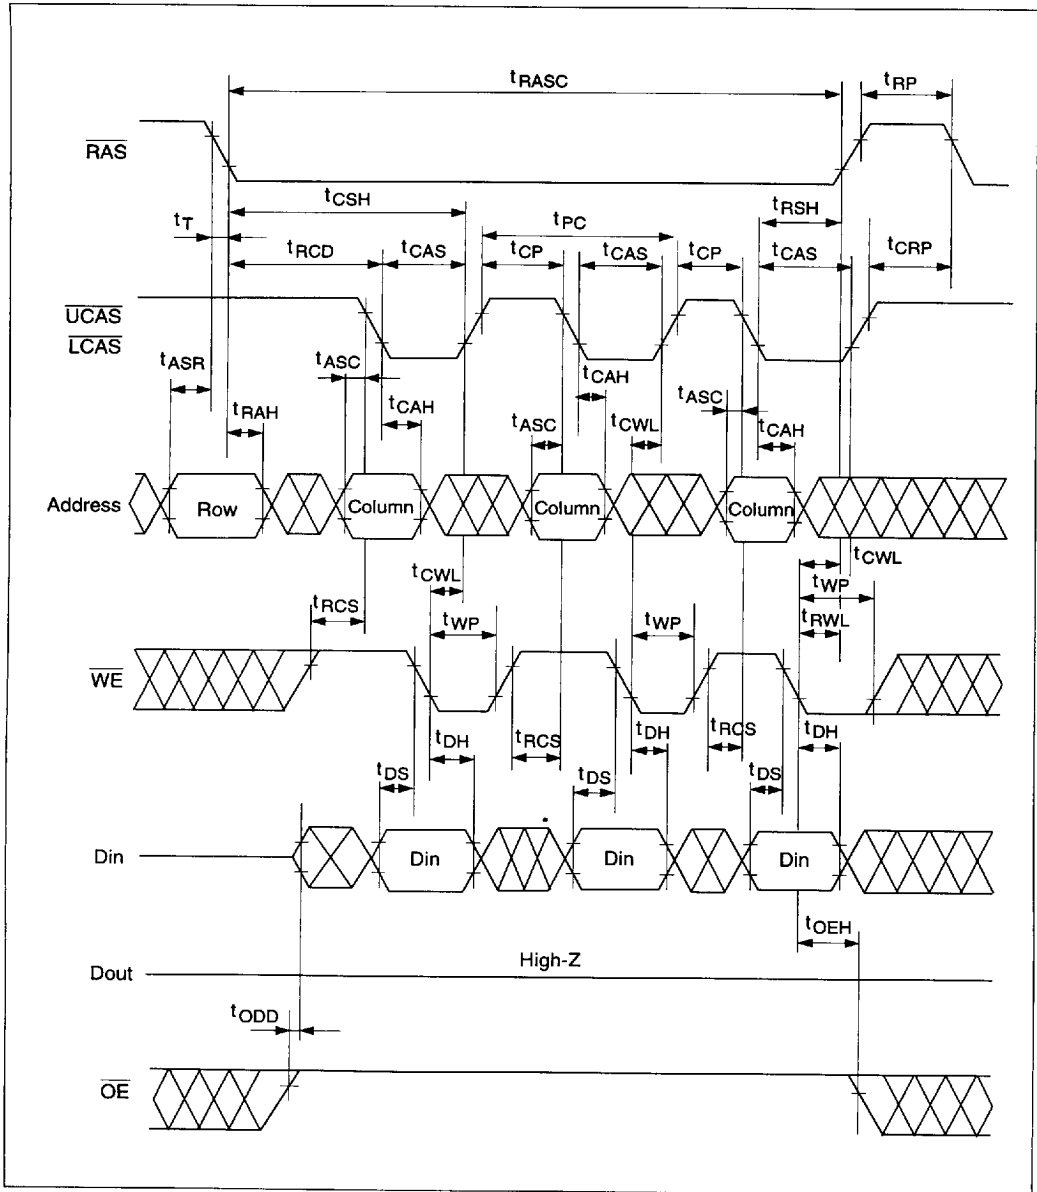 tRASC
tRP
RAS
tCSH
tRSH
tT
tPC
tRCD
tCAS
tCP
tCAS
tCP
tCAS
tCRP
UCAS
LCAS
tASR
tASC
tCAH
tASC
tRAH
tCAH
tASC
tCWL
tCAH
Address
Row
Column
Column
Column
tCWL
tCWL
tRCS
tWP
tWP
tWP
tRWL
WE
tDH
tRCS
tDH
tRCS
tDH
tDS
tDS
tDS
Din
Din
Din
Din
tOEH
High-Z
Dout
tODD
OE